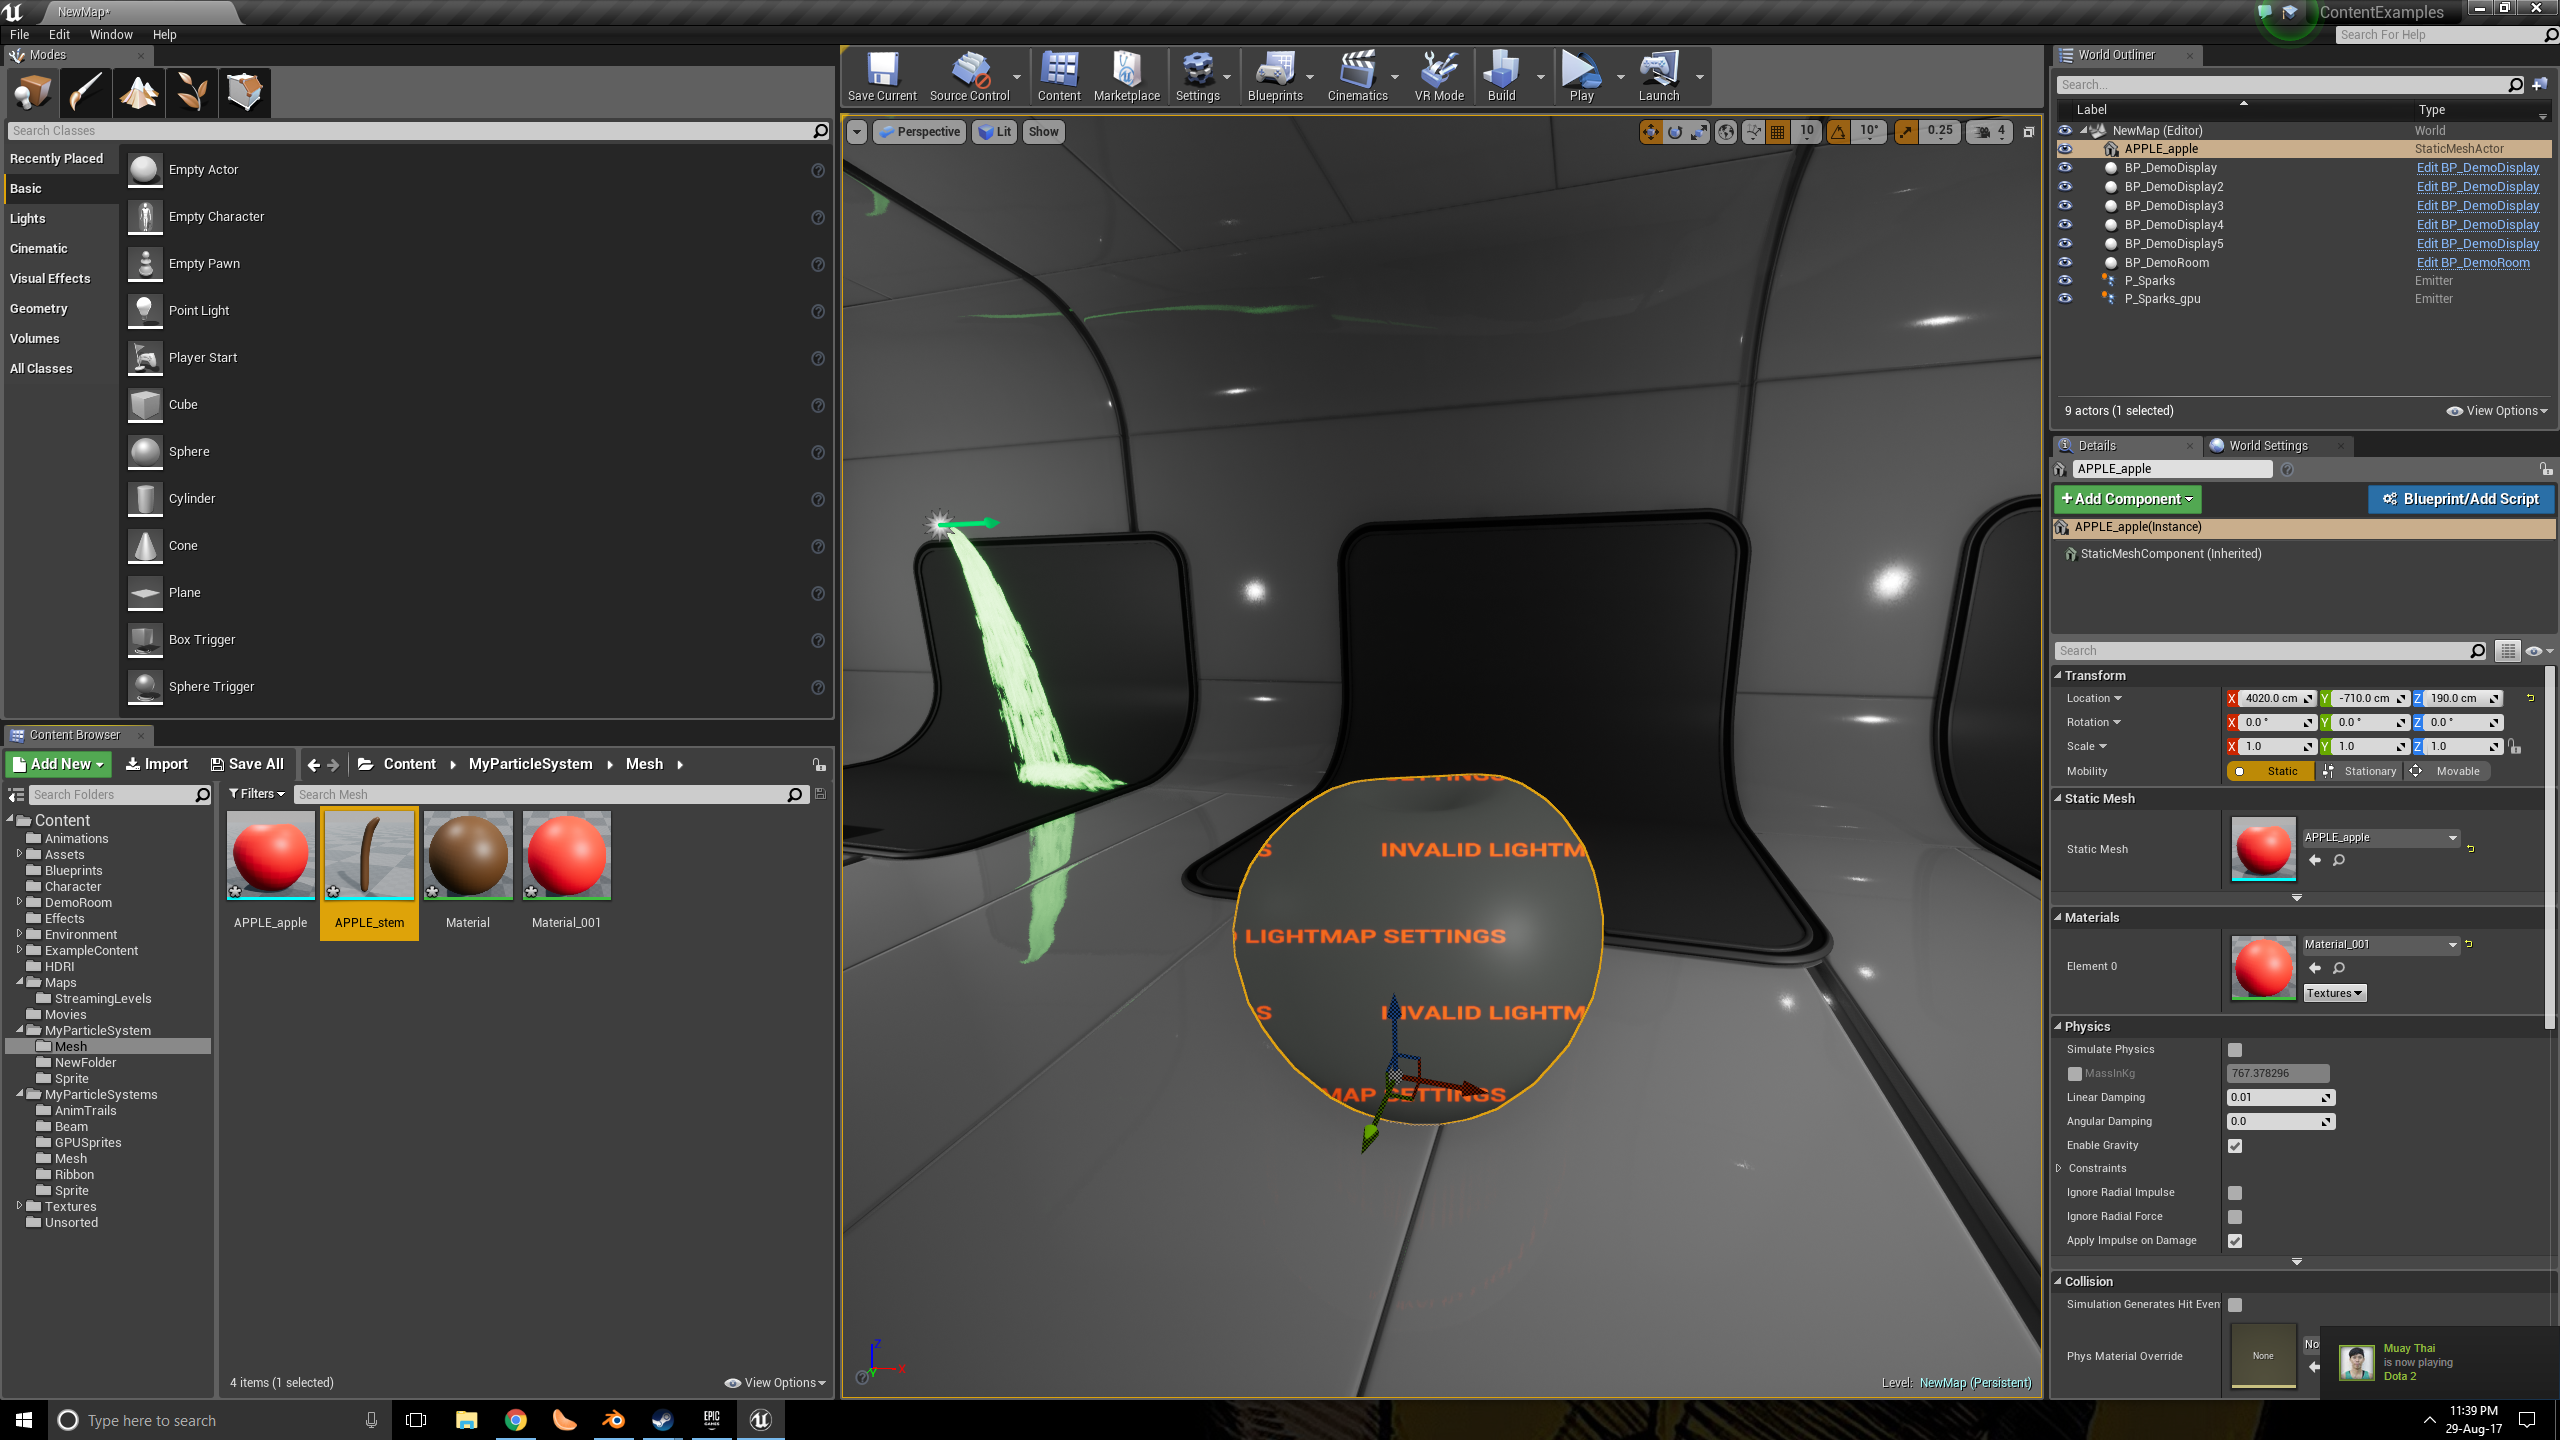 NewMap*
ContentExamples
File Edit Window Help
Search For Help
Modes
Search Classes
Recently Placed
Basic
Lights
Cinematic
Visual Effects
Geometry
Volumes
All Classes
Empty Actor
Empty Character
Empty Pawn
Point Light
Player Start
Cube
Sphere
Cylinder
Cone
Plane
Box Trigger
Sphere Trigger
Content Browser
Add New Import Save All Content MyParticleSystem Mesh
Search Folders
Filters Search Mesh
Content
Animations
Assets
Blueprints
Character
DemoRoom
Effects
Environment
ExampleContent
HDRI
Maps
StreamingLevels
Movies
MyParticleSystem
Mesh
NewFolder
Sprite
MyParticleSystems
AnimTrails
Beam
GPUSprites
Mesh
Ribbon
Sprite
Textures
Unsorted
APPLE_apple APPLE_stem Material Material_001
4 items (1 selected) View Options
Save Current Source Control Content Marketplace Settings Blueprints Cinematics VR Mode Build Play Launch
Perspective Lit Show 10 10° 0.25 4
SETTINGS
S INVALID LIGHTM
LIGHTMAP SETTINGS
S INVALID LIGHTM
MAP SETTINGS
Z
X
Y
Level: NewMap (Persistent)
World Outliner
Search...
Label Type
NewMap (Editor) World
APPLE_apple StaticMeshActor
BP_DemoDisplay Edit BP_DemoDisplay
BP_DemoDisplay2 Edit BP_DemoDisplay
BP_DemoDisplay3 Edit BP_DemoDisplay
BP_DemoDisplay4 Edit BP_DemoDisplay
BP_DemoDisplay5 Edit BP_DemoDisplay
BP_DemoRoom Edit BP_DemoRoom
P_Sparks Emitter
P_Sparks_gpu Emitter
9 actors (1 selected) View Options
Details World Settings
APPLE_apple
+Add Component Blueprint/Add Script
APPLE_apple(Instance)
StaticMeshComponent (Inherited)
Search
Transform
Location X 4020.0 cm Y -710.0 cm Z 190.0 cm
Rotation X 0.0 ° Y 0.0 ° Z 0.0 °
Scale X 1.0 Y 1.0 Z 1.0
Mobility Static Stationary Movable
Static Mesh
Static Mesh APPLE_apple
Materials
Element 0 Material_001
Textures
Physics
Simulate Physics
MassInKg 767.378296
Linear Damping 0.01
Angular Damping 0.0
Enable Gravity
Constraints
Ignore Radial Impulse
Ignore Radial Force
Apply Impulse on Damage
Collision
Simulation Generates Hit Even
Phys Material Override None No
Muay Thai
is now playing
Dota 2
Type here to search
EPIC GAMES
11:39 PM
29-Aug-17